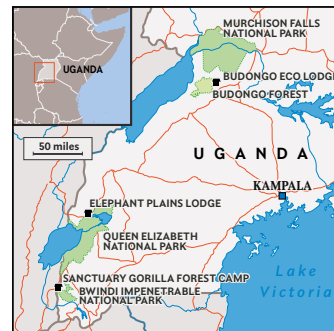 MURCHISON FALLS
NATIONAL PARK
UGANDA
BUDONGO ECO LODGE
BUDONGO FOREST
50 miles
UGANDA
KAMPALA
ELEPHANT PLAINS LODGE
QUEEN ELIZABETH
NATIONAL PARK
Lake
Victoria
SANCTUARY GORILLA FOREST CAMP
BWINDI IMPENETRABLE
NATIONAL PARK